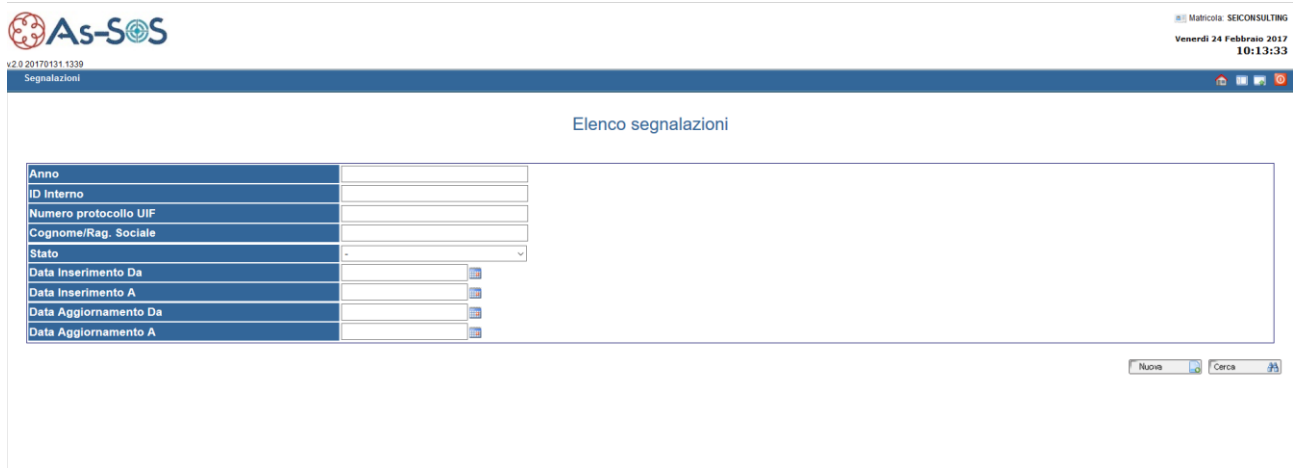 As-SOS
Matricola: SEICONSULTING
Venerdì 24 Febbraio 2017
10:13:33
v.2.0 20170131.1339
Segnalazioni
Elenco segnalazioni
Anno
ID Interno
Numero protocollo UIF
Cognome/Rag. Sociale
Stato -
Data Inserimento Da
Data Inserimento A
Data Aggiornamento Da
Data Aggiornamento A
Nuova Cerca